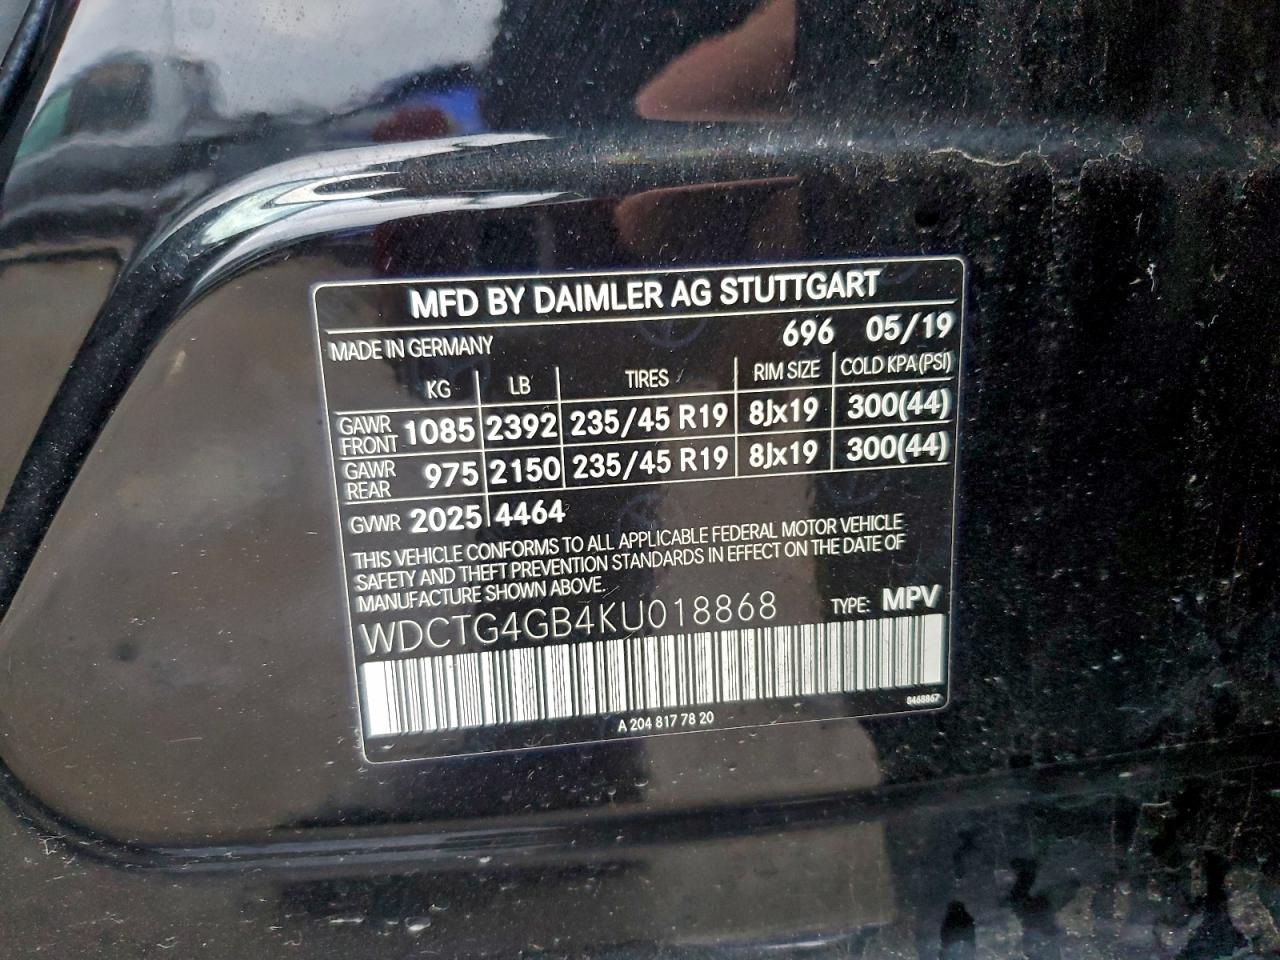 MFD BY DAIMLER AG STUTTGART
MADE IN GERMANY 696 05/19
KG LB TIRES RIM SIZE COLD KPA(PSI)
GAWR FRONT 1085 2392 235/45 R19 8Jx19 300(44)
GAWR REAR 975 2150 235/45 R19 8Jx19 300(44)
GVWR 2025 4464
THIS VEHICLE CONFORMS TO ALL APPLICABLE FEDERAL MOTOR VEHICLE
SAFETY AND THEFT PREVENTION STANDARDS IN EFFECT ON THE DATE OF
MANUFACTURE SHOWN ABOVE.
WDCTG4GB4KU018868 TYPE: MPV
8468867
A 204 817 78 20